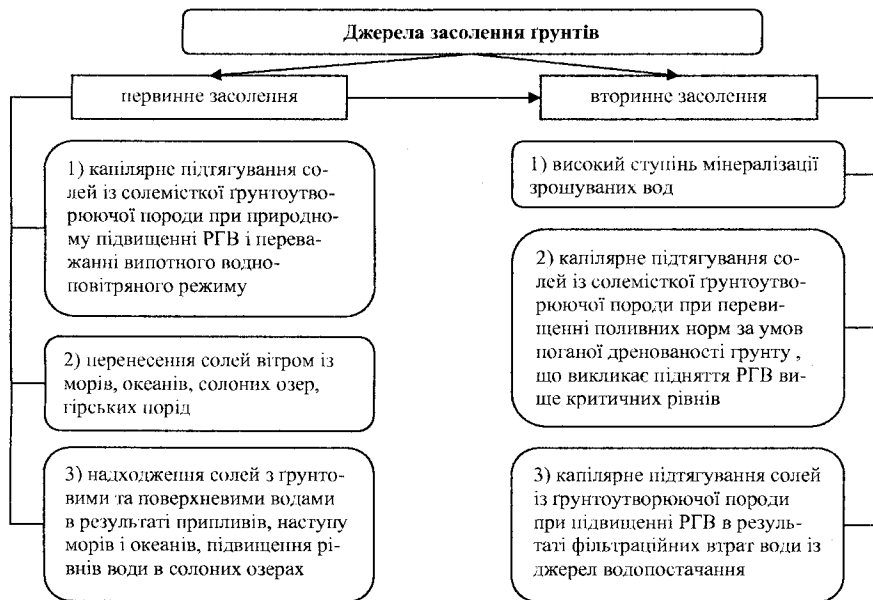 Джерела засолення ґрунтів
первинне засолення
1) капілярне підтягування со-
лей із солемісткої ґрунтоутво-
рюючої породи при природно-
му підвищенні РГВ і перева-
жанні випотного водно-
повітряного режиму
2) перенесення солей вітром із
морів, океанів, солоних озер,
гірських порід
3) надходження солей з ґрунто-
вими та поверхневими водами
в результаті припливів, наступу
морів і океанів, підвищення рі-
внів води в солоних озерах
вторинне засолення
1) високий ступінь мінералізації
зрошуваних вод
2) капілярне підтягування со-
лей із солемісткої ґрунтоутво-
рюючої породи при переви-
щенні поливних норм за умов
поганої дренованості ґрунту ,
що викликає підняття РГВ ви-
ще критичних рівнів
3) капілярне підтягування солей
із ґрунтоутворюючої породи
при підвищенні РГВ в резуль-
таті фільтраційних втрат води із
джерел водопостачання